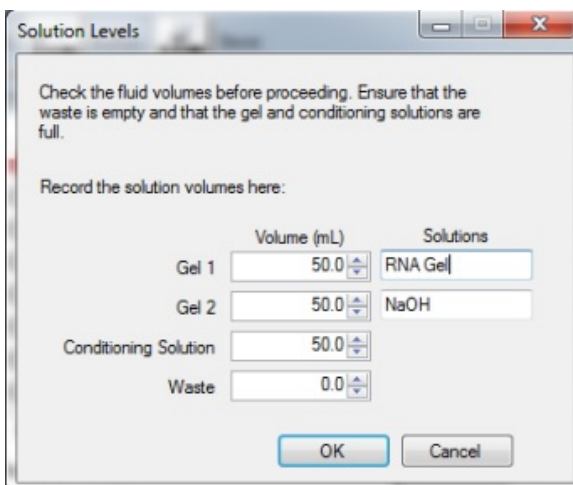 Solution Levels
Check the fluid volumes before proceeding. Ensure that the
waste is empty and that the gel and conditioning solutions are
full.
Record the solution volumes here:
Volume (mL) Solutions
Gel 1 50.0 RNA Gel
Gel 2 50.0 NaOH
Conditioning Solution 50.0
Waste 0.0
OK Cancel